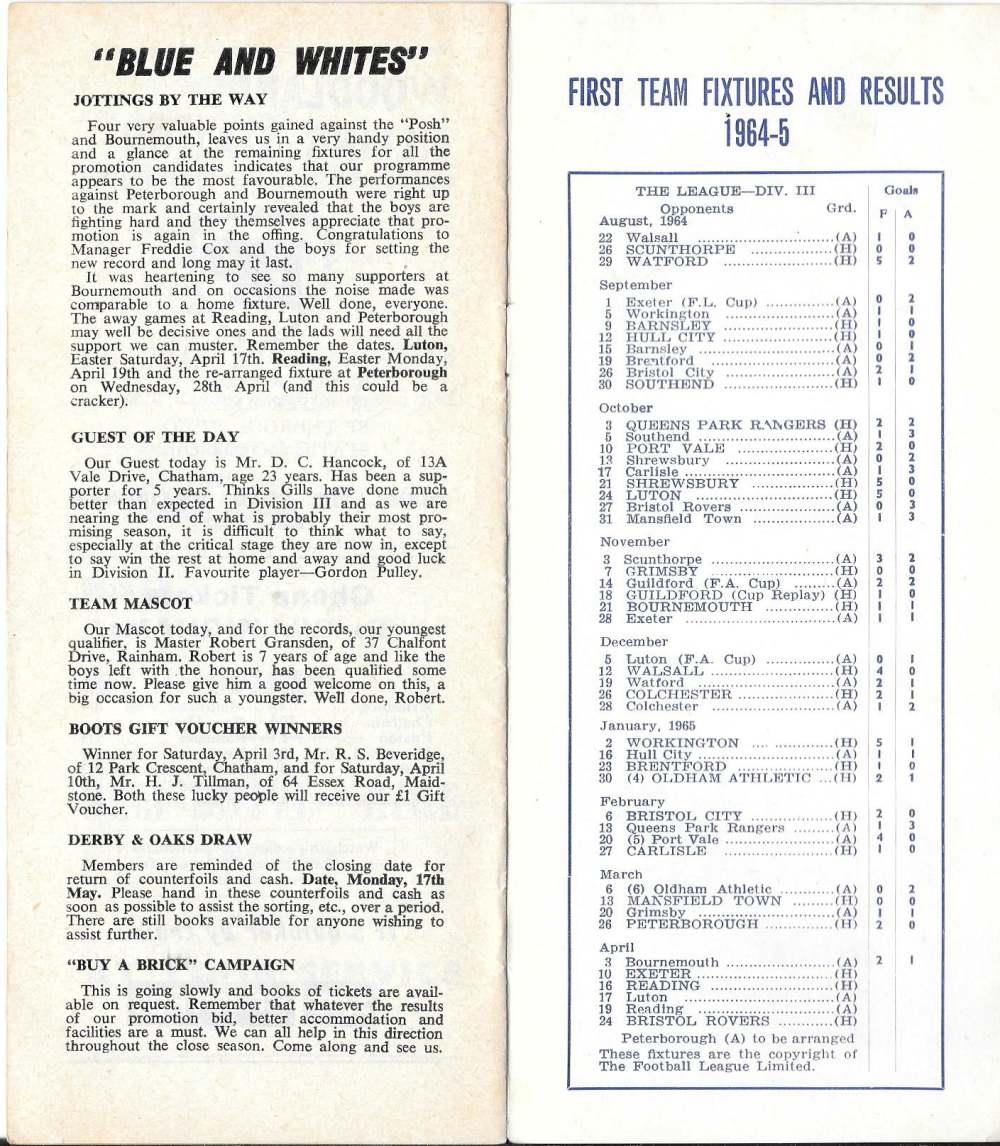 "BLUE AND WHITES"
JOTTINGS BY THE WAY
Four very valuable points gained against the "Posh"
and Bournemouth, leaves us in a very handy position
and a glance at the remaining fixtures for all the
promotion candidates indicates that our programme
appears to be the most favourable. The performances
against Peterborough and Bournemouth were right up
to the mark and certainly revealed that the boys are
fighting hard and they themselves appreciate that pro-
motion is again in the offing. Congratulations to
Manager Freddie Cox and the boys for setting the
new record and long may it last.
It was heartening to see so many supporters at
Bournemouth and on occasions the noise made was
comparable to a home fixture. Well done, everyone.
The away games at Reading, Luton and Peterborough
may well be decisive ones and the lads will need all the
support we can muster. Remember the dates. Luton,
Easter Saturday, April 17th. Reading, Easter Monday,
April 19th and the re-arranged fixture at Peterborough
on Wednesday, 28th April (and this could be a
cracker).
GUEST OF THE DAY
Our Guest today is Mr. D. C. Hancock, of 13A
Vale Drive, Chatham, age 23 years. Has been a sup-
porter for 5 years. Thinks Gills have done much
better than expected in Division III and as we are
nearing the end of what is probably their most pro-
mising season, it is difficult to think what to say,
especially at the critical stage they are now in, except
to say win the rest at home and away and good luck
in Division II. Favourite player—Gordon Pulley.
TEAM MASCOT
Our Mascot today, and for the records, our youngest
qualifier, is Master Robert Gransden, of 37 Chalfont
Drive, Rainham. Robert is 7 years of age and like the
boys left with the honour, has been qualified some
time now. Please give him a good welcome on this, a
big occasion for such a youngster. Well done, Robert.
BOOTS GIFT VOUCHER WINNERS
Winner for Saturday, April 3rd, Mr. R. S. Beveridge,
of 12 Park Crescent, Chatham, and for Saturday, April
10th, Mr. H. J. Tillman, of 64 Essex Road, Maid-
stone. Both these lucky people will receive our £1 Gift
Voucher.
DERBY & OAKS DRAW
Members are reminded of the closing date for
return of counterfoils and cash. Date, Monday, 17th
May. Please hand in these counterfoils and cash as
soon as possible to assist the sorting, etc., over a period.
There are still books available for anyone wishing to
assist further.
"BUY A BRICK" CAMPAIGN
This is going slowly and books of tickets are avail-
able on request. Remember that whatever the results
of our promotion bid, better accommodation and
facilities are a must. We can all help in this direction
throughout the close season. Come along and see us.
FIRST TEAM FIXTURES AND RESULTS
1964-5
THE LEAGUE—DIV. III Goals
Opponents Grd. F A
August, 1964
22 Walsall (A) 1 0
26 SCUNTHORPE (H) 0 0
29 WATFORD (H) 5 2
September
1 Exeter (F.L. Cup) (A) 0 2
5 Workington (A) 1 1
9 BARNSLEY (H) 1 0
12 HULL CITY (H) 1 0
15 Barnsley (A) 0 1
19 Brentford (A) 0 2
26 Bristol City (A) 2 1
30 SOUTHEND (H) 1 0
October
3 QUEENS PARK RANGERS (H) 2 2
5 Southend (A) 1 3
10 PORT VALE (H) 2 0
13 Shrewsbury (A) 0 2
17 Carlisle (A) 1 3
21 SHREWSBURY (H) 5 0
24 LUTON (H) 5 0
27 Bristol Rovers (A) 0 3
31 Mansfield Town (A) 1 3
November
3 Scunthorpe (A) 3 2
7 GRIMSBY (H) 0 0
14 Guildford (F.A. Cup) (A) 2 2
18 GUILDFORD (Cup Replay) (H) 1 0
21 BOURNEMOUTH (H) 1 1
28 Exeter (A) 1 1
December
5 Luton (F.A. Cup) (A) 0 1
12 WALSALL (H) 4 0
19 Watford (A) 2 1
26 COLCHESTER (H) 2 1
28 Colchester (A) 1 2
January, 1965
2 WORKINGTON (H) 5 1
16 Hull City (A) 1 1
23 BRENTFORD (H) 1 0
30 (4) OLDHAM ATHLETIC (H) 2 1
February
6 BRISTOL CITY (H) 2 0
13 Queens Park Rangers (A) 1 3
20 (5) Port Vale (A) 4 0
27 CARLISLE (H) 1 0
March
6 (6) Oldham Athletic (A) 0 2
13 MANSFIELD TOWN (H) 0 0
20 Grimsby (A) 1 1
26 PETERBOROUGH (H) 2 0
April
3 Bournemouth (A) 2 1
10 EXETER (H)
16 READING (H)
17 Luton (A)
19 Reading (A)
24 BRISTOL ROVERS (H)
Peterborough (A) to be arranged
These fixtures are the copyright of
The Football League Limited.